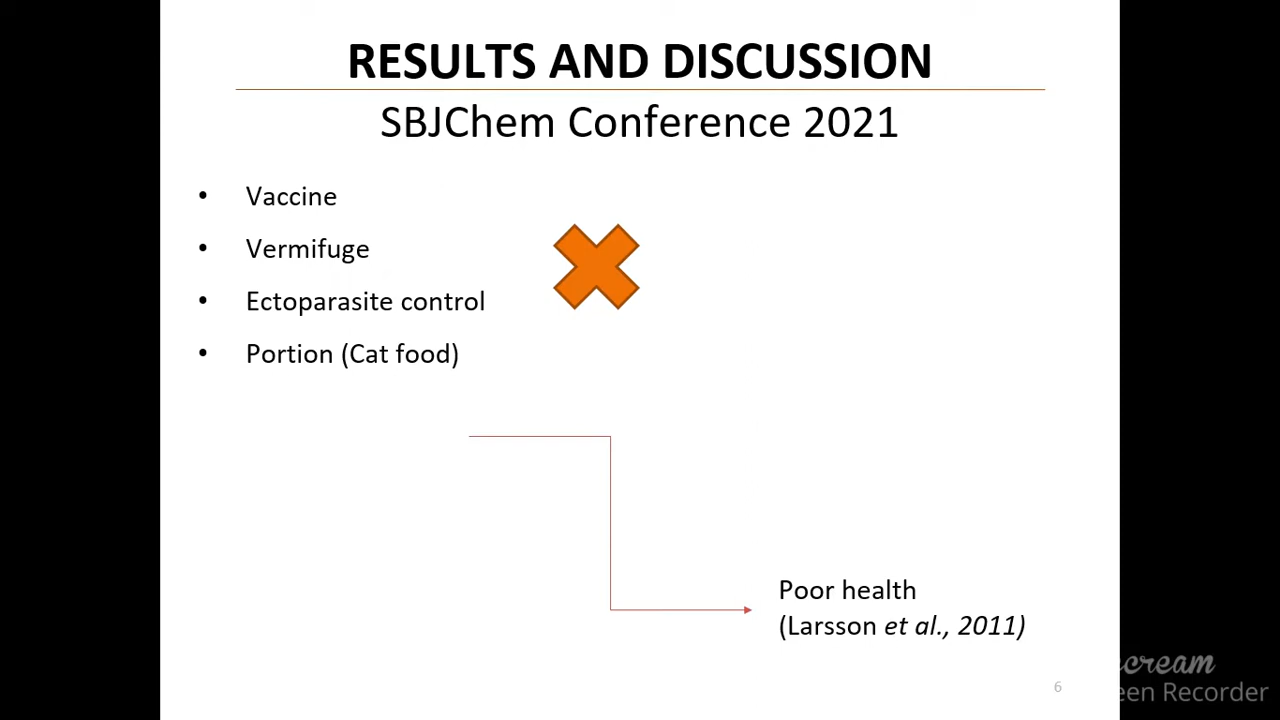 RESULTS AND DISCUSSION
SBJChem Conference 2021
• Vaccine
• Vermifuge
• Ectoparasite control
• Portion (Cat food)
Poor health
(Larsson et al., 2011)
6
cream
een Recorder